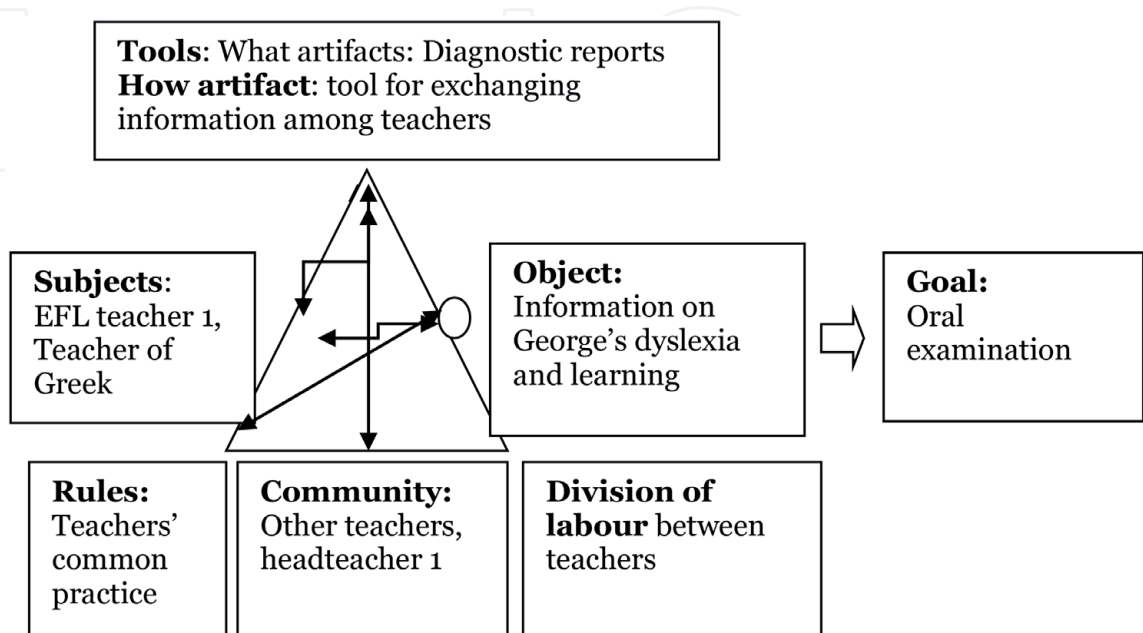 Tools: What artifacts: Diagnostic reports
How artifact: tool for exchanging
information among teachers
Subjects:
EFL teacher 1,
Teacher of
Greek
Object:
Information on
George’s dyslexia
and learning
Goal:
Oral
examination
Rules:
Teachers’
common
practice
Community:
Other teachers,
headteacher 1
Division of
labour between
teachers